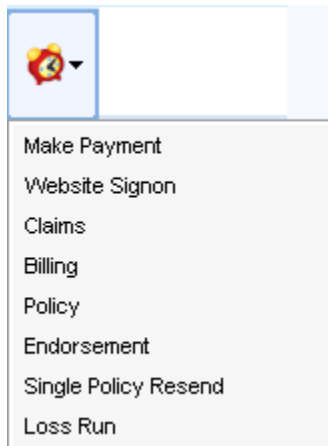 Make Payment
Website Signon
Claims
Billing
Policy
Endorsement
Single Policy Resend
Loss Run